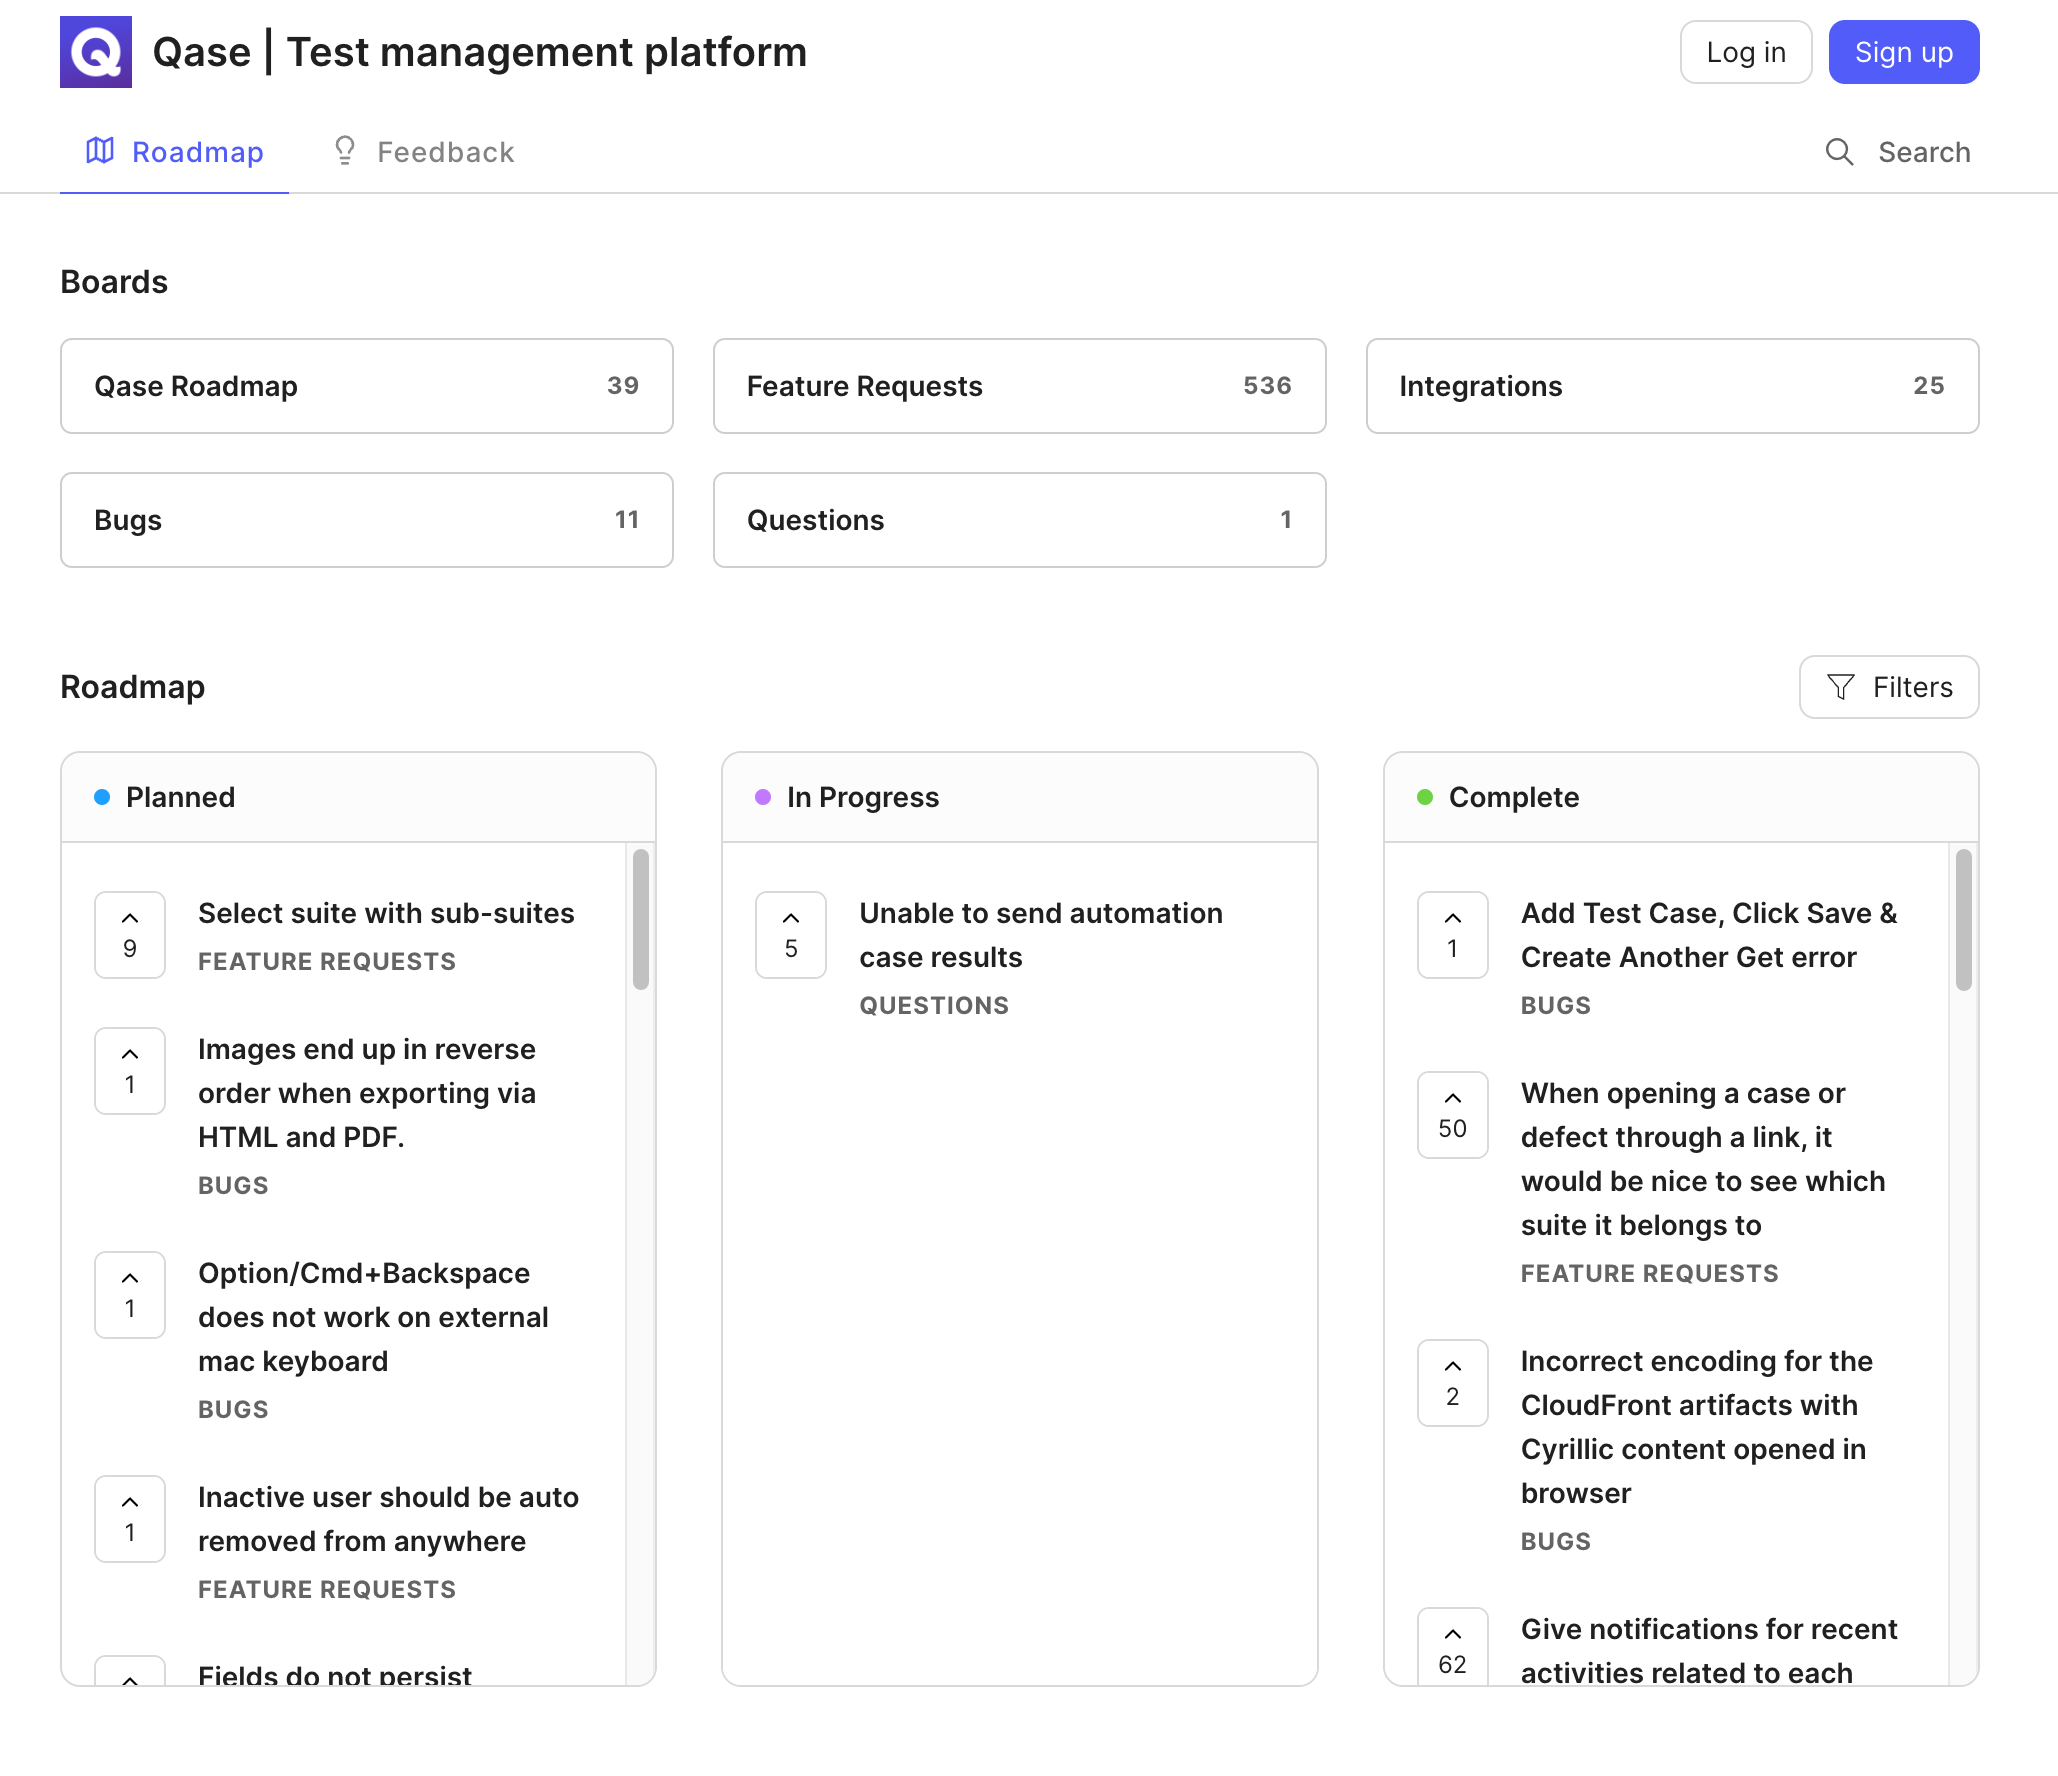 Qase | Test management platform
Log in
Sign up
Roadmap
Feedback
Search
Boards
Qase Roadmap 39
Feature Requests 536
Integrations 25
Bugs 11
Questions 1
Roadmap
Filters
Planned
9
Select suite with sub-suites
FEATURE REQUESTS
1
Images end up in reverse
order when exporting via
HTML and PDF.
BUGS
1
Option/Cmd+Backspace
does not work on external
mac keyboard
BUGS
1
Inactive user should be auto
removed from anywhere
FEATURE REQUESTS
Fields do not persist
In Progress
5
Unable to send automation
case results
QUESTIONS
Complete
1
Add Test Case, Click Save &
Create Another Get error
BUGS
50
When opening a case or
defect through a link, it
would be nice to see which
suite it belongs to
FEATURE REQUESTS
2
Incorrect encoding for the
CloudFront artifacts with
Cyrillic content opened in
browser
BUGS
62
Give notifications for recent
activities related to each